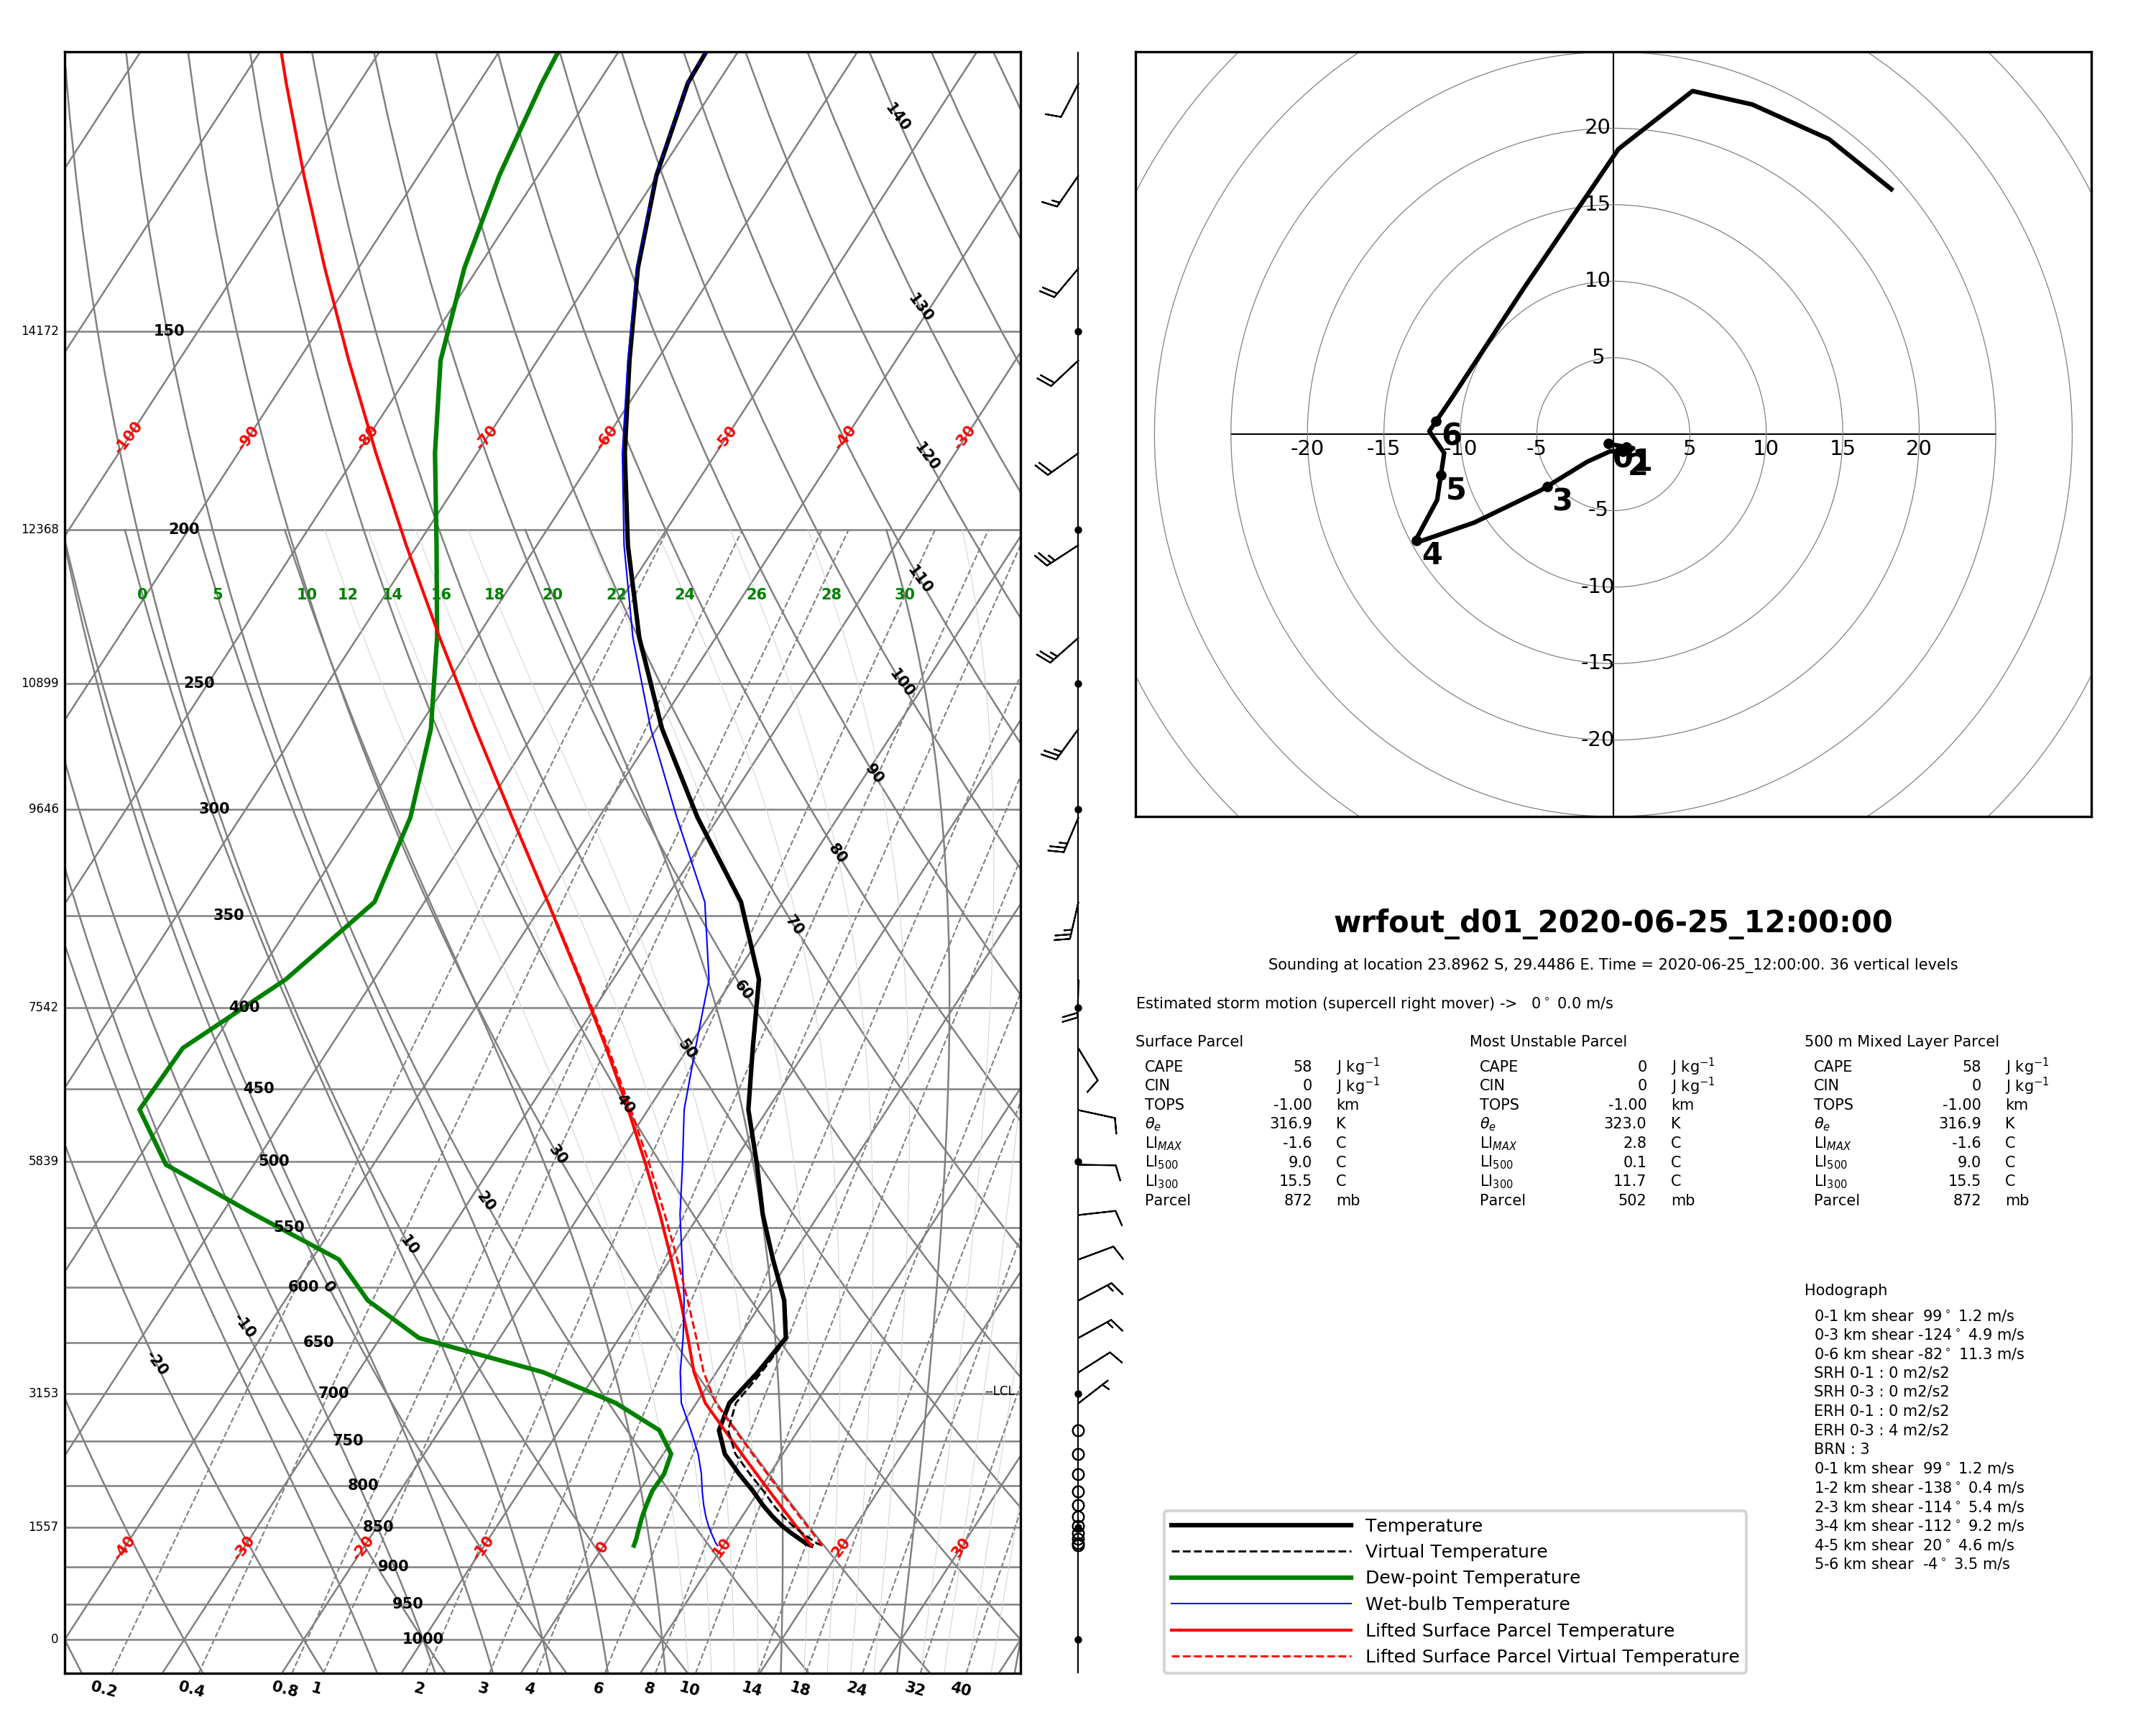 140
130
14172 150
-100 -90 -80 -70 -60 -50 -40 -30
120
12368 200
110
0 5 10 12 14 16 18 20 22 24 26 28 30
10899 250
100
90
9646 300
80
350
70
60
7542 400
50
450
40
5839 500
30
20
550
10
600 0
-10
650
-20
3153 700
--LCL
750
800
1557 850
-40 -30 -20 -10 0 10 20 30
900
950
0 1000
0.2 0.4 0.8 1 2 3 4 6 8 10 14 18 24 32 40
20
15
10
5
-20 -15 -10 -5 5 10 15 20
-5
-10
-15
-20
0 1 2 3 4 5 6
wrfout_d01_2020-06-25_12:00:00
Sounding at location 23.8962 S, 29.4486 E. Time = 2020-06-25_12:00:00. 36 vertical levels
Estimated storm motion (supercell right mover) -> 0° 0.0 m/s
Surface Parcel
CAPE 58 J kg⁻¹
CIN 0 J kg⁻¹
TOPS -1.00 km
θₑ 316.9 K
LI_MAX -1.6 C
LI₅₀₀ 9.0 C
LI₃₀₀ 15.5 C
Parcel 872 mb
Most Unstable Parcel
CAPE 0 J kg⁻¹
CIN 0 J kg⁻¹
TOPS -1.00 km
θₑ 323.0 K
LI_MAX 2.8 C
LI₅₀₀ 0.1 C
LI₃₀₀ 11.7 C
Parcel 502 mb
500 m Mixed Layer Parcel
CAPE 58 J kg⁻¹
CIN 0 J kg⁻¹
TOPS -1.00 km
θₑ 316.9 K
LI_MAX -1.6 C
LI₅₀₀ 9.0 C
LI₃₀₀ 15.5 C
Parcel 872 mb
Hodograph
0-1 km shear 99° 1.2 m/s
0-3 km shear -124° 4.9 m/s
0-6 km shear -82° 11.3 m/s
SRH 0-1 : 0 m2/s2
SRH 0-3 : 0 m2/s2
ERH 0-1 : 0 m2/s2
ERH 0-3 : 4 m2/s2
BRN : 3
0-1 km shear 99° 1.2 m/s
1-2 km shear -138° 0.4 m/s
2-3 km shear -114° 5.4 m/s
3-4 km shear -112° 9.2 m/s
4-5 km shear 20° 4.6 m/s
5-6 km shear -4° 3.5 m/s
Temperature
Virtual Temperature
Dew-point Temperature
Wet-bulb Temperature
Lifted Surface Parcel Temperature
Lifted Surface Parcel Virtual Temperature